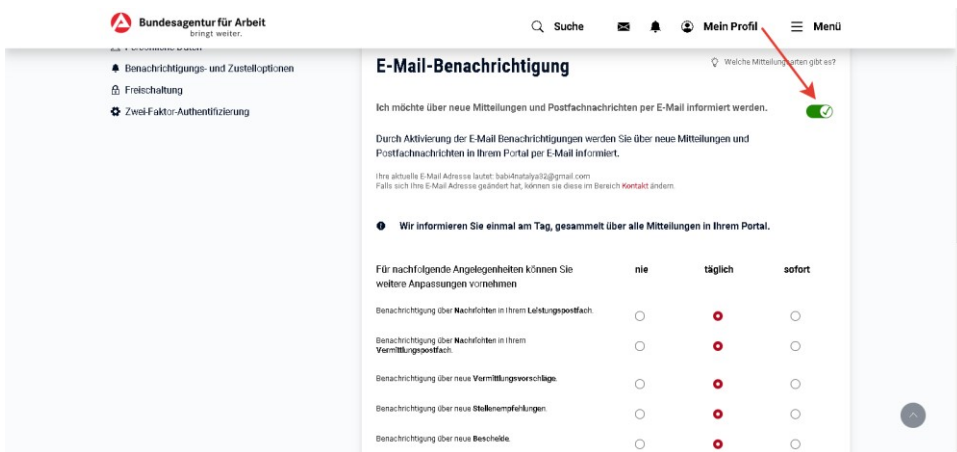 Bundesagentur für Arbeit
bringt weiter.
Suche
Mein Profil
Menü
Persönliche Daten
Benachrichtigungs- und Zustelloptionen
Freischaltung
Zwei-Faktor-Authentifizierung
E-Mail-Benachrichtigung
Welche Mitteilungsarten gibt es?
Ich möchte über neue Mitteilungen und Postfachnachrichten per E-Mail informiert werden.
Durch Aktivierung der E-Mail Benachrichtigungen werden Sie über neue Mitteilungen und
Postfachnachrichten in Ihrem Portal per E-Mail informiert.
Ihre aktuelle E-Mail Adresse lautet: babi4natalya32@gmail.com
Falls sich Ihre E-Mail Adresse geändert hat, können sie diese im Bereich Kontakt ändern.
Wir informieren Sie einmal am Tag, gesammelt über alle Mitteilungen in Ihrem Portal.
Für nachfolgende Angelegenheiten können Sie
weitere Anpassungen vornehmen
nie
täglich
sofort
Benachrichtigung über Nachrichten in Ihrem Leistungspostfach.
Benachrichtigung über Nachrichten in Ihrem
Vermittlungspostfach.
Benachrichtigung über neue Vermittlungsvorschläge.
Benachrichtigung über neue Stellenempfehlungen.
Benachrichtigung über neue Bescheide.